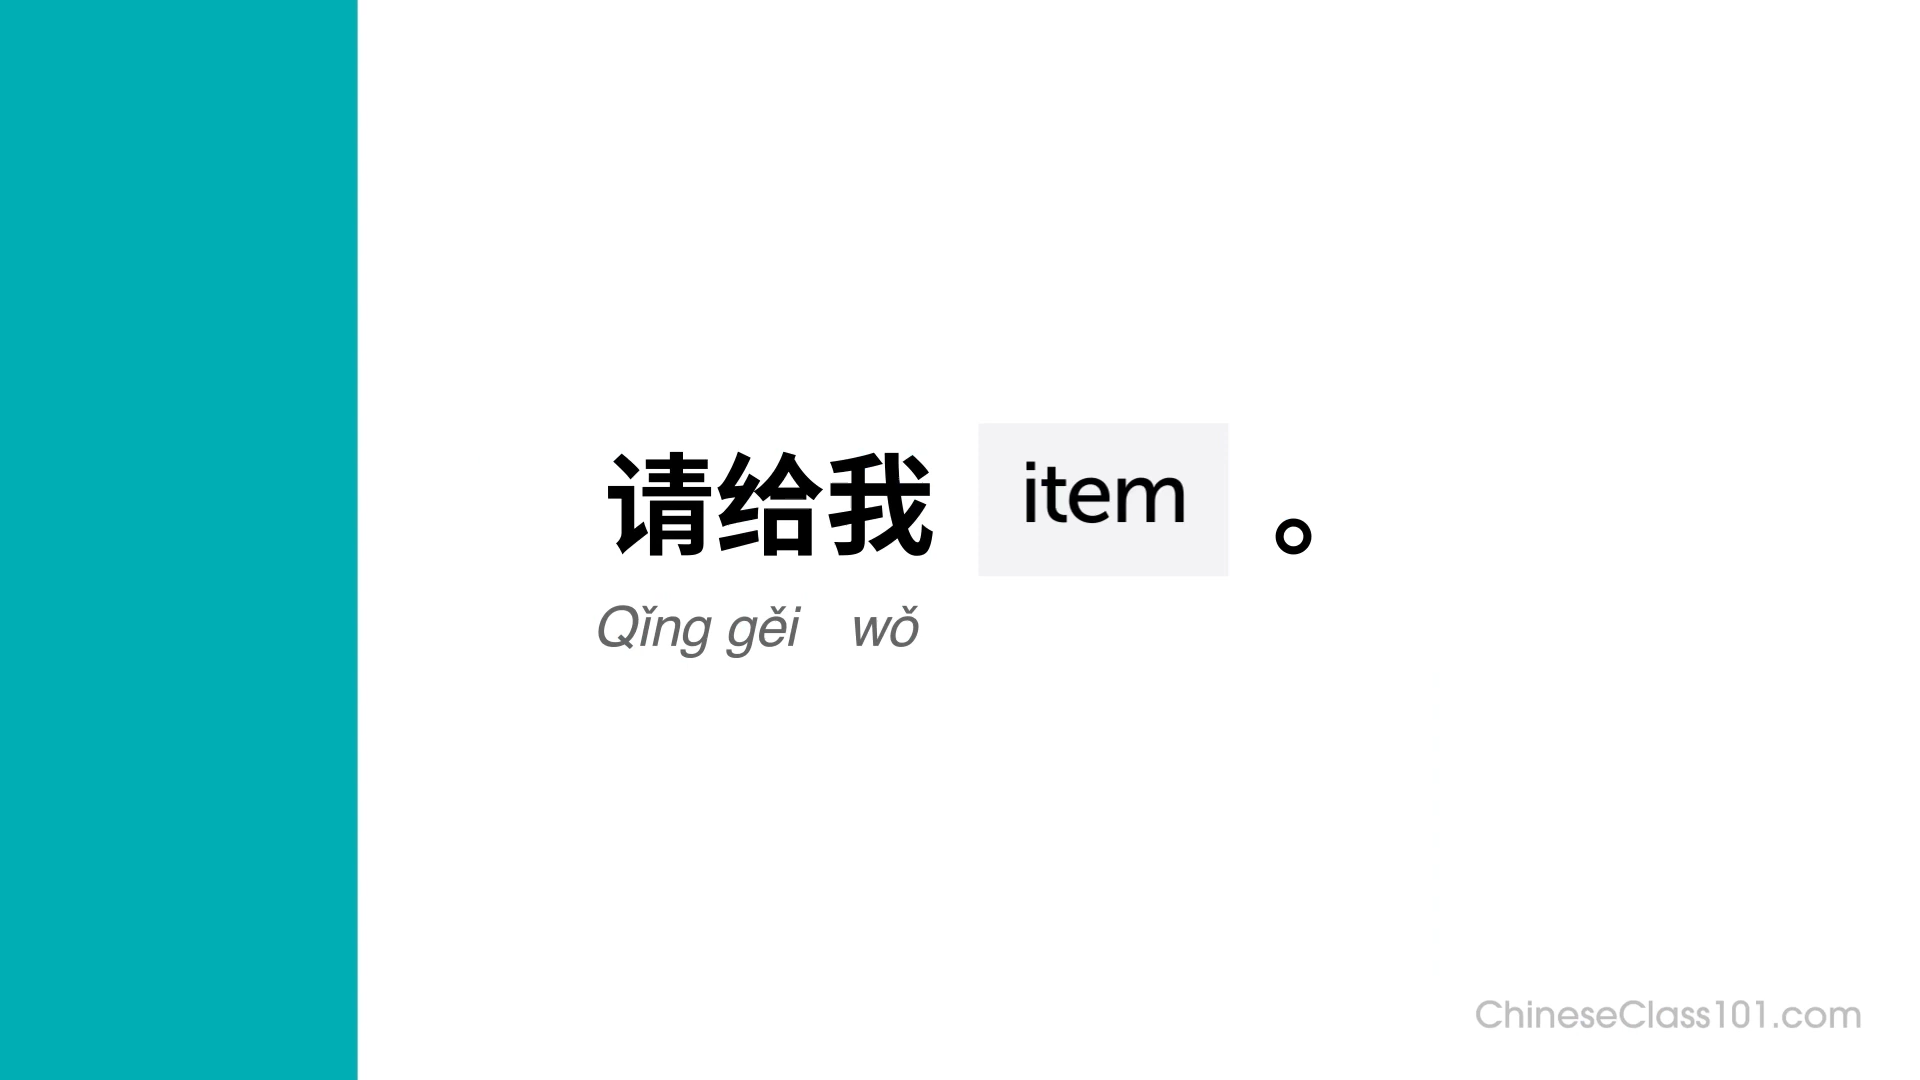 请给我 item 。
Qǐng gěi wǒ
ChineseClass101.com